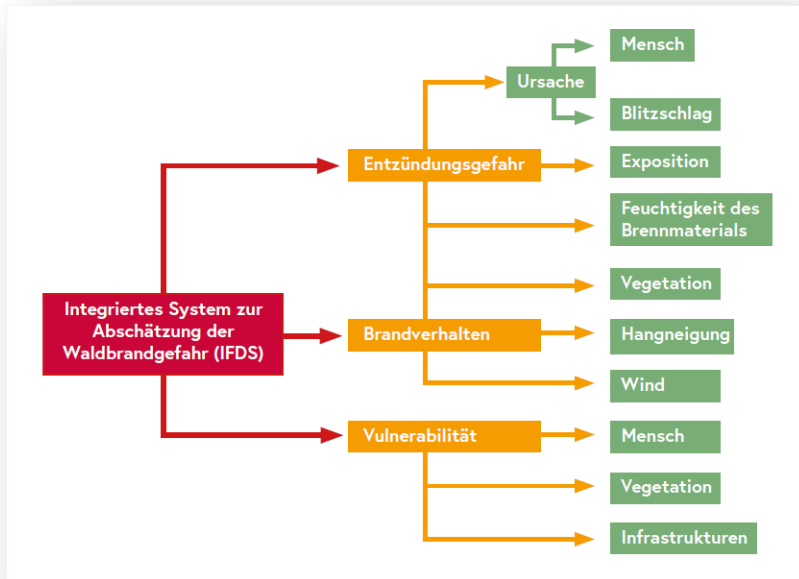 Mensch
Ursache
Blitzschlag
Entzündungsgefahr
Exposition
Feuchtigkeit des
Brennmaterials
Vegetation
Integriertes System zur
Abschätzung der
Waldbrandgefahr (IFDS)
Brandverhalten
Hangneigung
Wind
Vulnerabilität
Mensch
Vegetation
Infrastrukturen